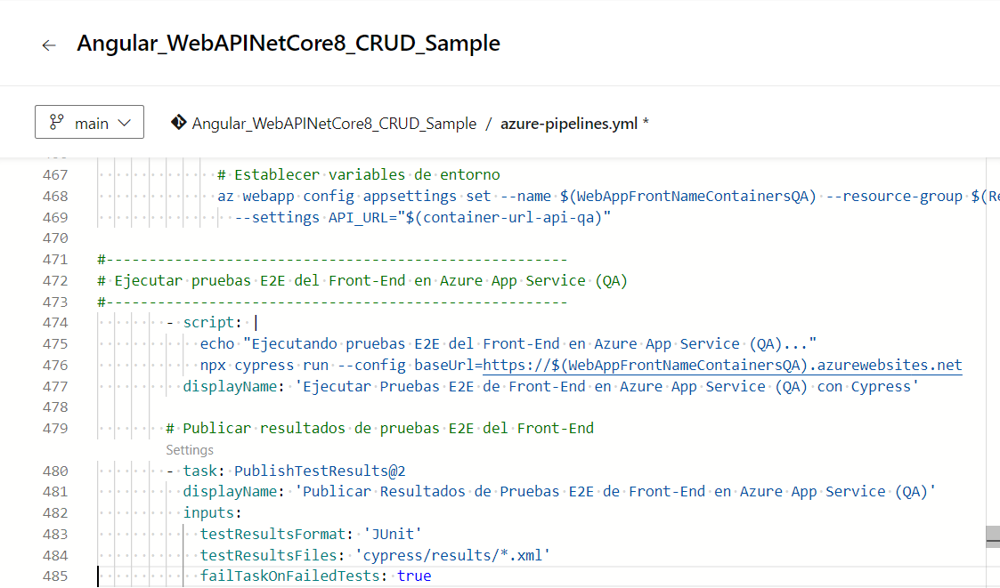 Angular_WebAPINetCore8_CRUD_Sample
main
Angular_WebAPINetCore8_CRUD_Sample / azure-pipelines.yml *
467 # Establecer variables de entorno
468 az webapp config appsettings set --name $(WebAppFrontNameContainersQA) --resource-group $(Re
469 --settings API_URL="$(container-url-api-qa)"
470
471 #------------------------------------------------------
472 # Ejecutar pruebas E2E del Front-End en Azure App Service (QA)
473 #------------------------------------------------------
474 - script: |
475 echo "Ejecutando pruebas E2E del Front-End en Azure App Service (QA)..."
476 npx cypress run --config baseUrl=https://$(WebAppFrontNameContainersQA).azurewebsites.net
477 displayName: 'Ejecutar Pruebas E2E de Front-End en Azure App Service (QA) con Cypress'
478
479 # Publicar resultados de pruebas E2E del Front-End
Settings
480 - task: PublishTestResults@2
481 displayName: 'Publicar Resultados de Pruebas E2E de Front-End en Azure App Service (QA)'
482 inputs:
483 testResultsFormat: 'JUnit'
484 testResultsFiles: 'cypress/results/*.xml'
485 failTaskOnFailedTests: true